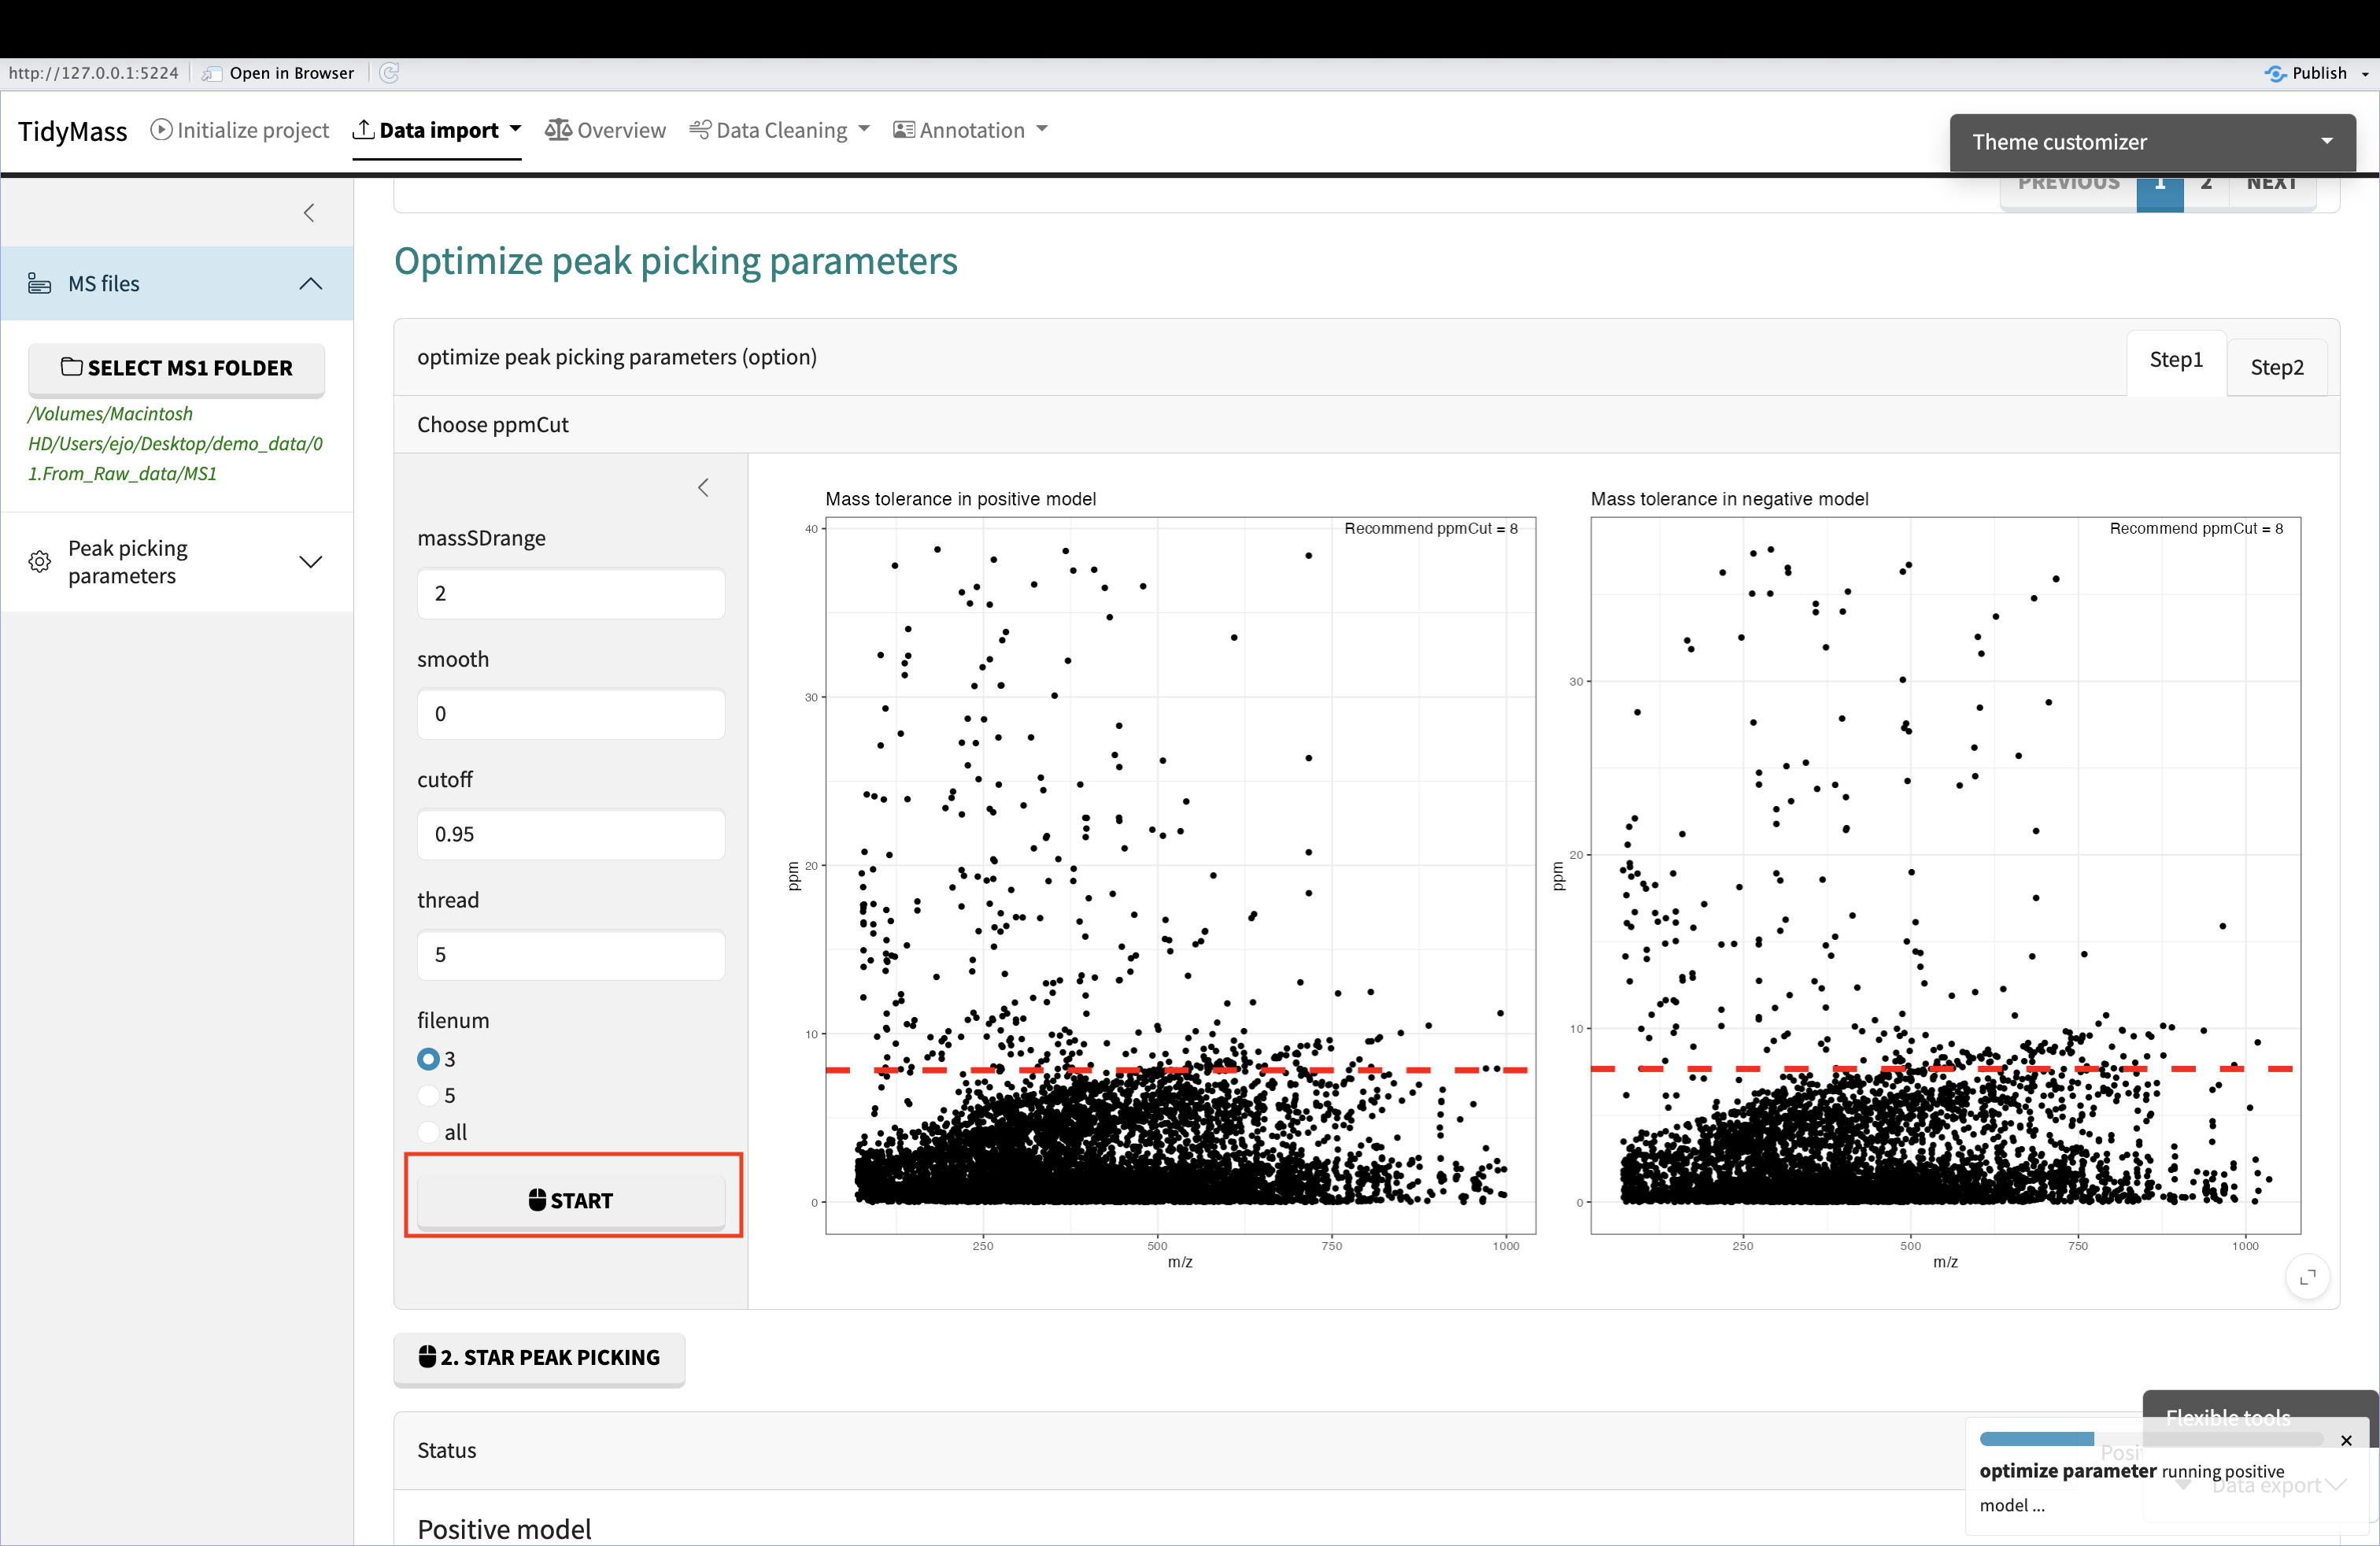 http://127.0.0.1:5224 Open in Browser Publish
TidyMass Initialize project Data import Overview Data Cleaning Annotation
Theme customizer
PREVIOUS 1 2 NEXT
MS files
SELECT MS1 FOLDER
/Volumes/Macintosh
HD/Users/ejo/Desktop/demo_data/0
1.From_Raw_data/MS1
Peak picking
parameters
Optimize peak picking parameters
optimize peak picking parameters (option)
Step1
Step2
Choose ppmCut
massSDrange
2
smooth
0
cutoff
0.95
thread
5
filenum
3
5
all
START
Mass tolerance in positive model
Recommend ppmCut = 8
40
30
20
10
0
ppm
250 500 750 1000
m/z
Mass tolerance in negative model
Recommend ppmCut = 8
30
20
10
0
ppm
250 500 750 1000
m/z
2. STAR PEAK PICKING
Status
Positive model
Flexible tools
Data export
optimize parameter running positive
model ...